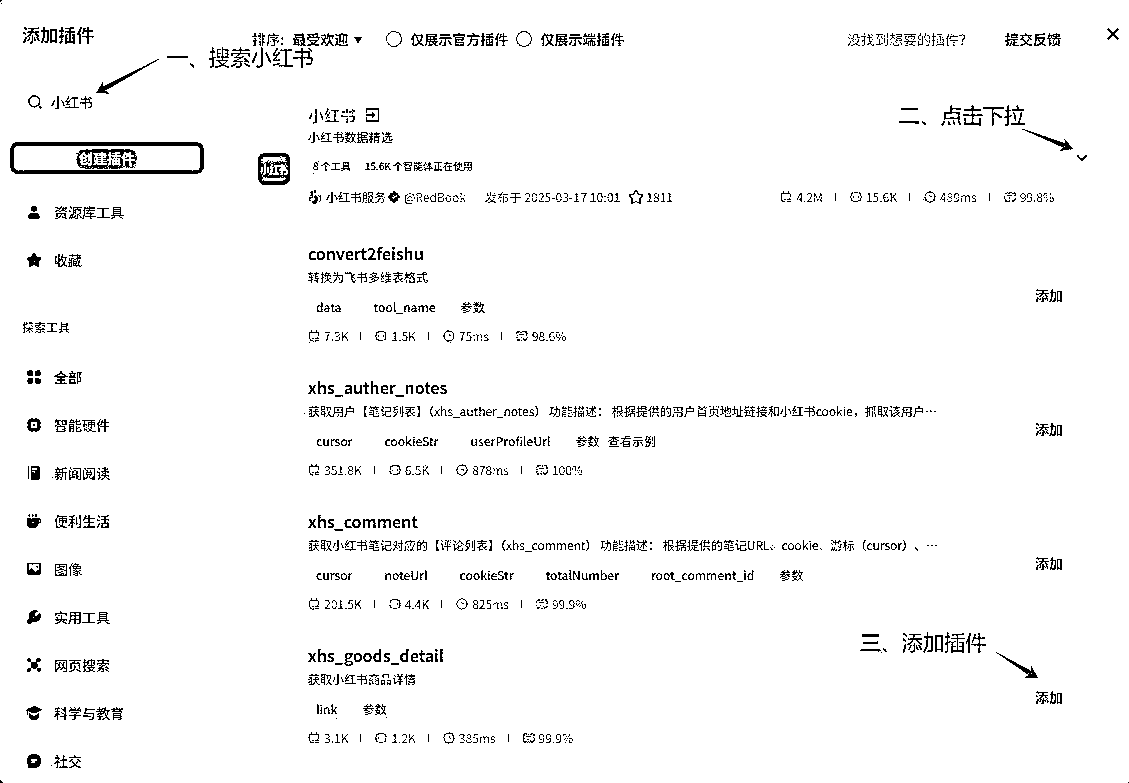 添加插件
排序: 最受欢迎 仅展示官方插件 仅展示端插件 没找到想要的插件? 提交反馈
一、搜索小红书
小红书
创建插件
资源库工具
收藏
探索工具
全部
智能硬件
新闻阅读
便利生活
图像
实用工具
网页搜索
科学与教育
社交
小红书
二、点击下拉
小红书数据精选
小红书
8个工具 15.6K个智能体正在使用
小红书服务 @RedBook 发布于 2025-03-17 10:01 1811 4.2M 15.6K 489ms 99.8%
convert2feishu
转换为飞书多维表格式
添加
data tool_name 参数
7.3K 1.5K 75ms 98.6%
xhs_auther_notes
获取用户【笔记列表】(xhs_auther_notes) 功能描述: 根据提供的用户首页地址链接和小红书cookie,抓取该用户…
添加
cursor cookieStr userProfileUrl 参数 查看示例
351.8K 6.5K 878ms 100%
xhs_comment
获取小红书笔记对应的【评论列表】(xhs_comment) 功能描述: 根据提供的笔记URL、cookie、游标(cursor)、…
添加
cursor noteUrl cookieStr totalNumber root_comment_id 参数
201.5K 4.4K 825ms 99.9%
三、添加插件
xhs_goods_detail
获取小红书商品详情
添加
link 参数
3.1K 1.2K 385ms 99.9%